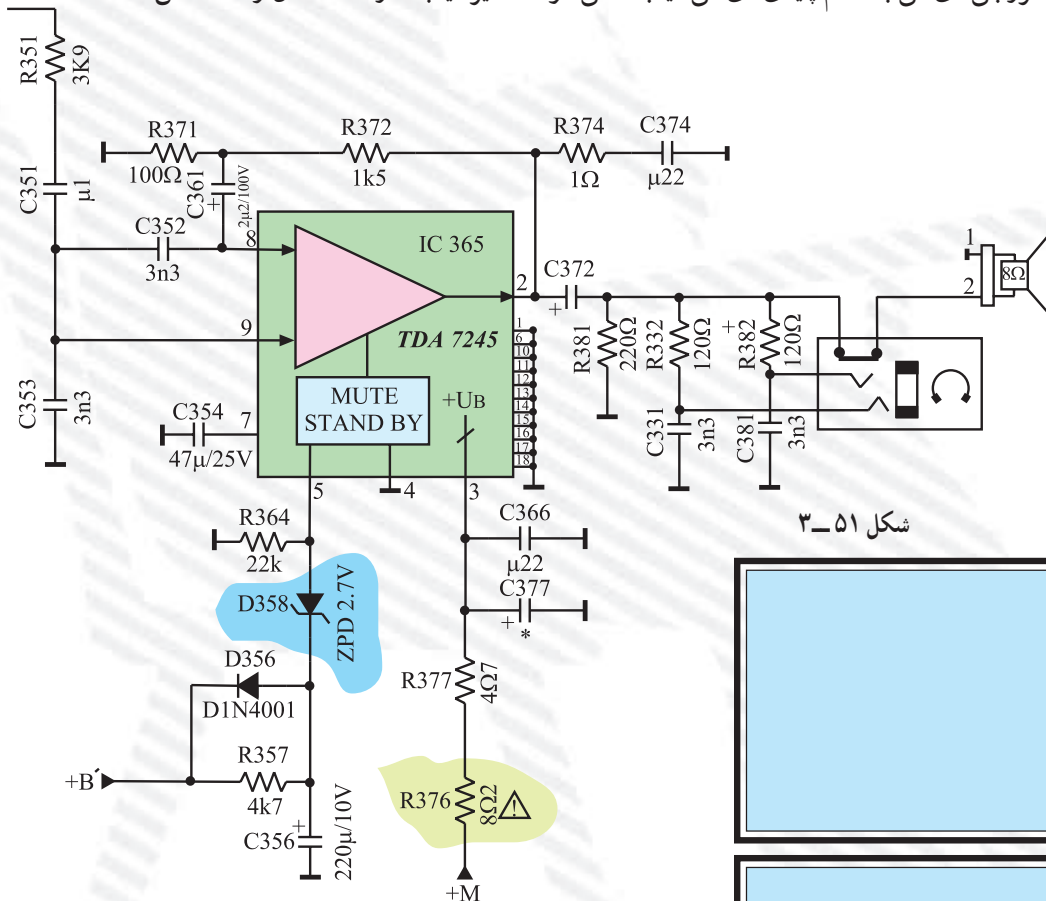 R351
3K9
R371
100Ω
R372
1k5
R374
1Ω
C374
µ22
C351
µ1
C361
+
2µ2/100V
C352
3n3
8
IC 365
2
C372
+
1
2
8Ω
9
TDA 7245
1
6
10
11
12
13
14
15
16
17
18
R381
220Ω
R332
120Ω
+
R382
120Ω
C353
3n3
MUTE
STAND BY
+UB
C354
7
47µ/25V
C331
3n3
C381
3n3
5
4
3
شکل ۵۱ ــ ۳
R364
22k
C366
µ22
C377
+
*
D358
ZPD 2.7V
D356
D1N4001
R377
4Ω7
+B´
R357
4k7
R376
8Ω2
!
C356
+
220µ/10V
+M